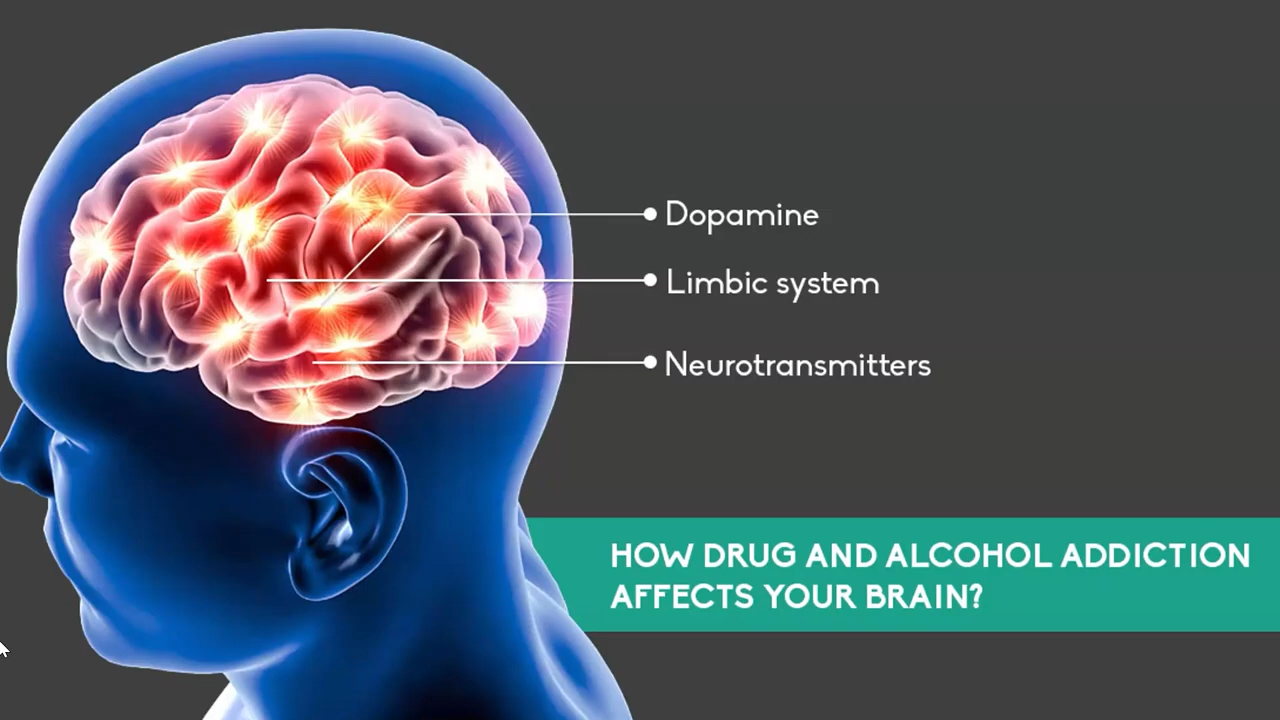 Dopamine
Limbic system
Neurotransmitters
HOW DRUG AND ALCOHOL ADDICTION
AFFECTS YOUR BRAIN?